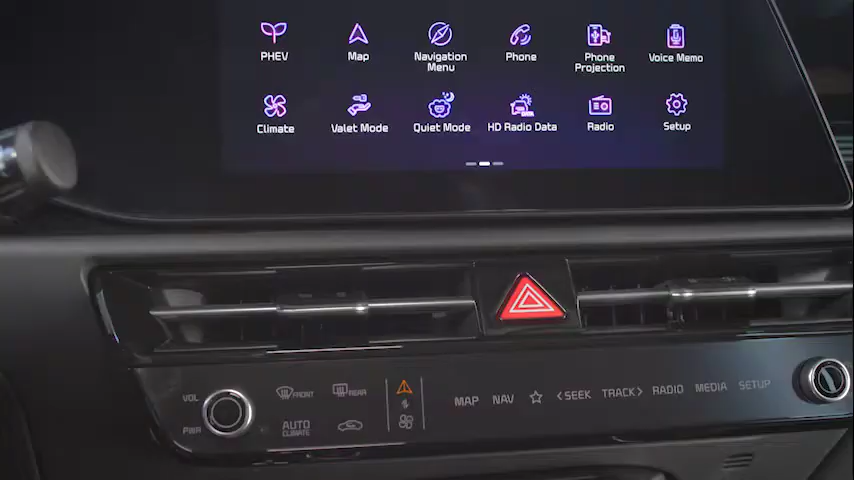 PHEV
Map
Navigation
Menu
Phone
Phone
Projection
Voice Memo
Climate
Valet Mode
Quiet Mode
HD Radio Data
Radio
Setup
VOL
PWR
FRONT
REAR
AUTO
CLIMATE
MAP NAV ☆ <SEEK TRACK> RADIO MEDIA SETUP